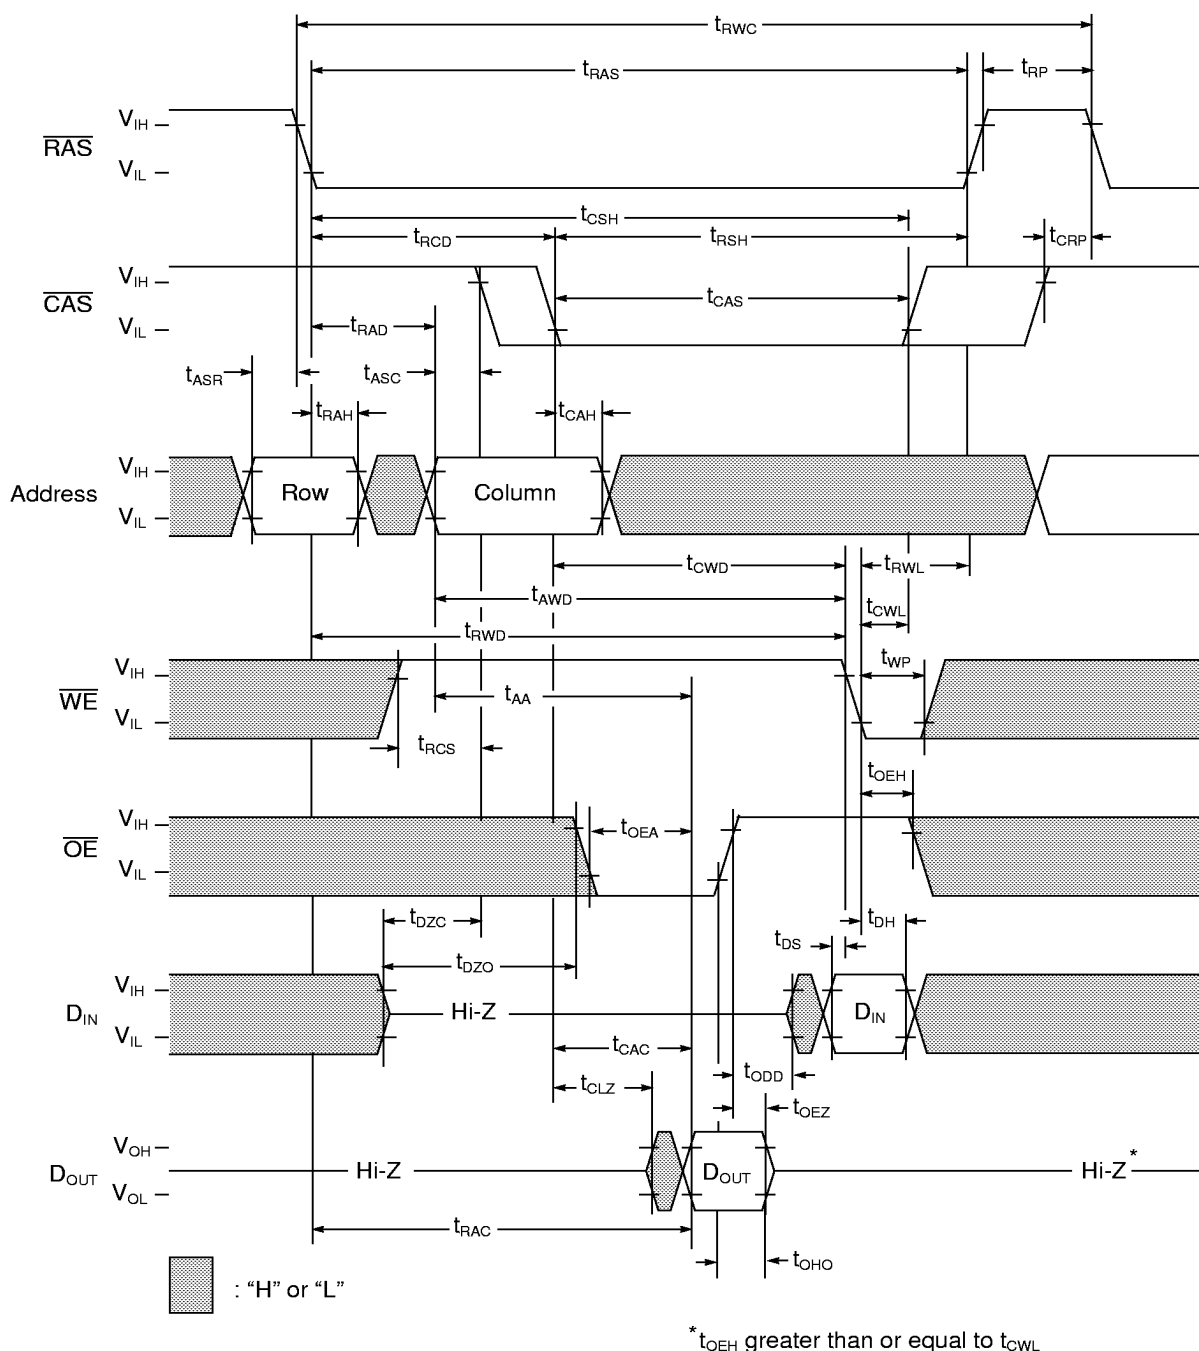 tRWC
tRAS
tRP
RAS
VIH
VIL
tCSH
tRCD
tRSH
tCRP
CAS
VIH
VIL
tCAS
tRAD
tASR
tASC
tRAH
tCAH
Address
VIH
VIL
Row
Column
tCWD
tRWL
tAWD
tCWL
tRWD
tWP
WE
VIH
VIL
tAA
tRCS
tOEH
OE
VIH
VIL
tOEA
tDZC
tDH
tDS
tDZO
DIN
VIH
VIL
Hi-Z
DIN
tCAC
tODD
tCLZ
tOEZ
DOUT
VOH
VOL
Hi-Z
DOUT
Hi-Z*
tRAC
tOHO
: “H” or “L”
*tOEH greater than or equal to tCWL